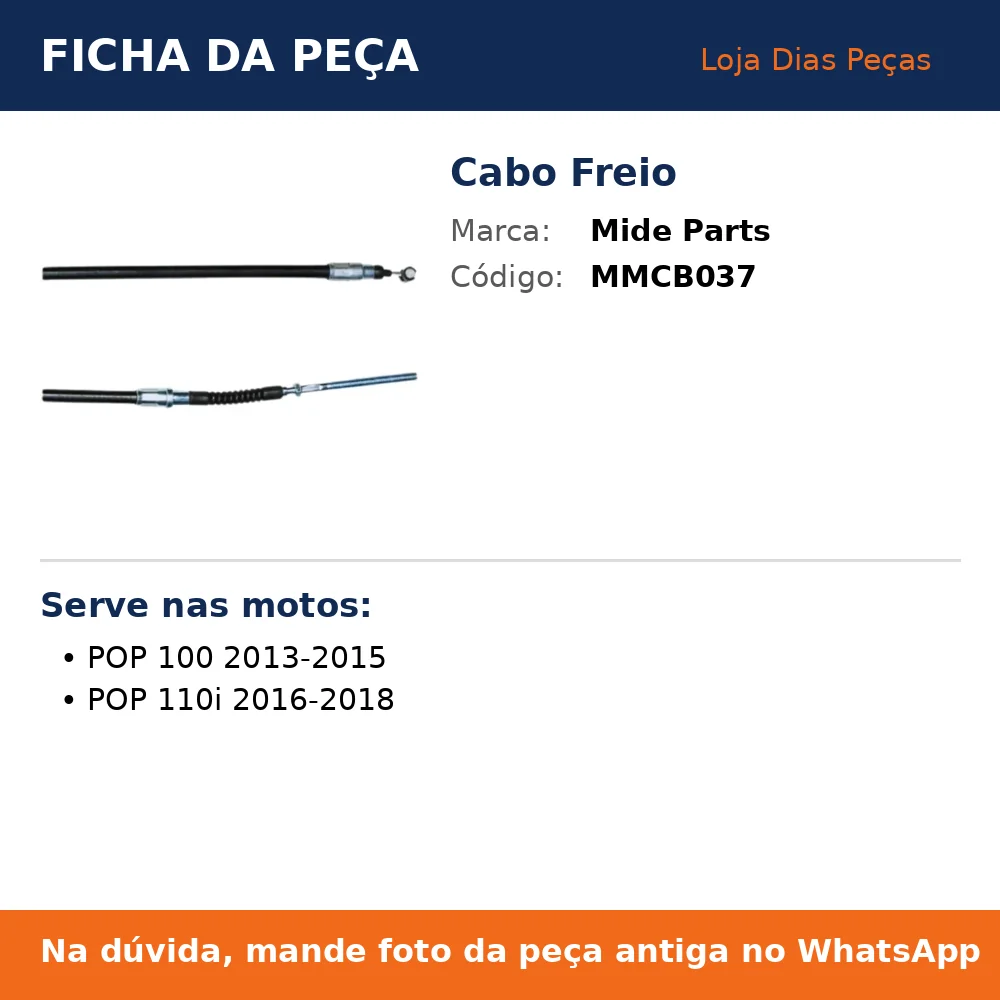 FICHA DA PEÇA
Loja Dias Peças
Cabo Freio
Marca: Mide Parts
Código: MMCB037
Serve nas motos:
• POP 100 2013-2015
• POP 110i 2016-2018
Na dúvida, mande foto da peça antiga no WhatsApp